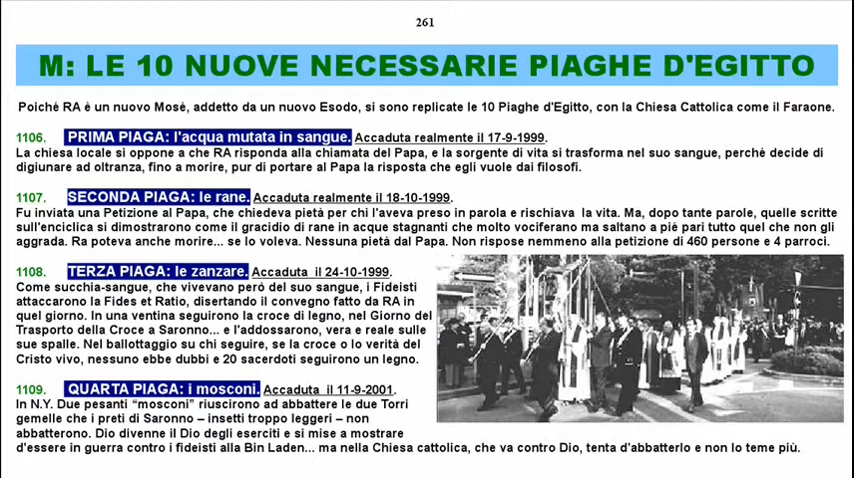 261
M: LE 10 NUOVE NECESSARIE PIAGHE D'EGITTO
Poiché RA è un nuovo Mosè, addetto da un nuovo Esodo, si sono replicate le 10 Piaghe d'Egitto, con la Chiesa Cattolica come il Faraone.
1106. PRIMA PIAGA: l'acqua mutata in sangue. Accaduta realmente il 17-9-1999.
La chiesa locale si oppone a che RA risponda alla chiamata del Papa, e la sorgente di vita si trasforma nel suo sangue, perché decide di
digiunare ad oltranza, fino a morire, pur di portare al Papa la risposta che egli vuole dai filosofi.
1107. SECONDA PIAGA: le rane. Accaduta realmente il 18-10-1999.
Fu inviata una Petizione al Papa, che chiedeva pietà per chi l'aveva preso in parola e rischiava la vita. Ma, dopo tante parole, quelle scritte
sull'enciclica si dimostrarono come il gracidio di rane in acque stagnanti che molto vociferano ma saltano a piè pari tutto quel che non gli
aggrada. Ra poteva anche morire... se lo voleva. Nessuna pietà dal Papa. Non rispose nemmeno alla petizione di 460 persone e 4 parroci.
1108. TERZA PIAGA: le zanzare. Accaduta il 24-10-1999.
Come succhia-sangue, che vivevano però del suo sangue, i Fideisti
attaccarono la Fides et Ratio, disertando il convegno fatto da RA in
quel giorno. In una ventina seguirono la croce di legno, nel Giorno del
Trasporto della Croce a Saronno... e l'addossarono, vera e reale sulle
sue spalle. Nel ballottaggio su chi seguire, se la croce o lo verità del
Cristo vivo, nessuno ebbe dubbi e 20 sacerdoti seguirono un legno.
1109. QUARTA PIAGA: i mosconi. Accaduta il 11-9-2001.
In N.Y. Due pesanti “mosconi” riuscirono ad abbattere le due Torri
gemelle che i preti di Saronno – insetti troppo leggeri – non
abbatterono. Dio divenne il Dio degli eserciti e si mise a mostrare
d'essere in guerra contro i fideisti alla Bin Laden... ma nella Chiesa cattolica, che va contro Dio, tenta d'abbatterlo e non lo teme più.